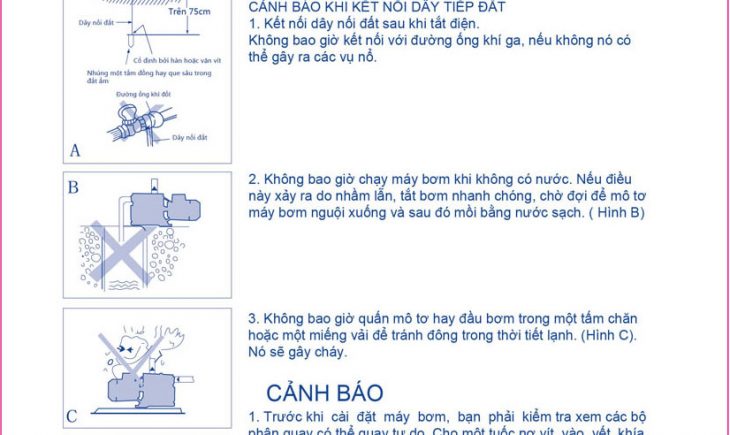 CẢNH BÁO KHI KẾT NỐI DÂY TIẾP ĐẤT
Trên 75cm
Dây nối đất
Cố định bởi hàn hoặc vặn vít
Nhúng một tấm đồng hay que sâu trong
đất ẩm
Đường ống khí đốt
Dây nối đất
A
1. Kết nối dây nối đất sau khi tắt điện.
Không bao giờ kết nối với đường ống khí ga, nếu không nó có
thể gây ra các vụ nổ.
B
2. Không bao giờ chạy máy bơm khi không có nước. Nếu điều
này xảy ra do nhầm lẫn, tắt bơm nhanh chóng, chờ đợi để mô tơ
máy bơm nguội xuống và sau đó mồi bằng nước sạch. ( Hình B)
C
3. Không bao giờ quấn mô tơ hay đầu bơm trong một tấm chăn
hoặc một miếng vải để tránh đông trong thời tiết lạnh. (Hình C).
Nó sẽ gây cháy.
CẢNH BÁO
1. Trước khi cài đặt máy bơm, bạn phải kiểm tra xem các bộ
phận quay có thể quay tự do. Cho một tuốc nơ vít vào vết khía